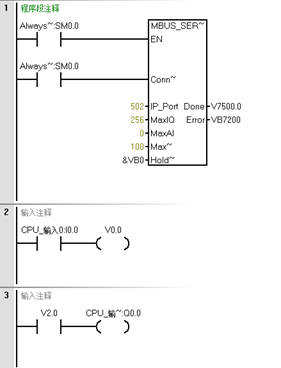 1 程序段注释
Always~:SM0.0 MBUS_SER~
EN
Always~:SM0.0
Conn~
502 IP_Port Done V7500.0
256 MaxIQ Error VB7200
0 MaxAI
100 Max~
&VB0 Hold~
2 输入注释
CPU_输入0:I0.0 V0.0
3 输入注释
V2.0 CPU_输~:Q0.0